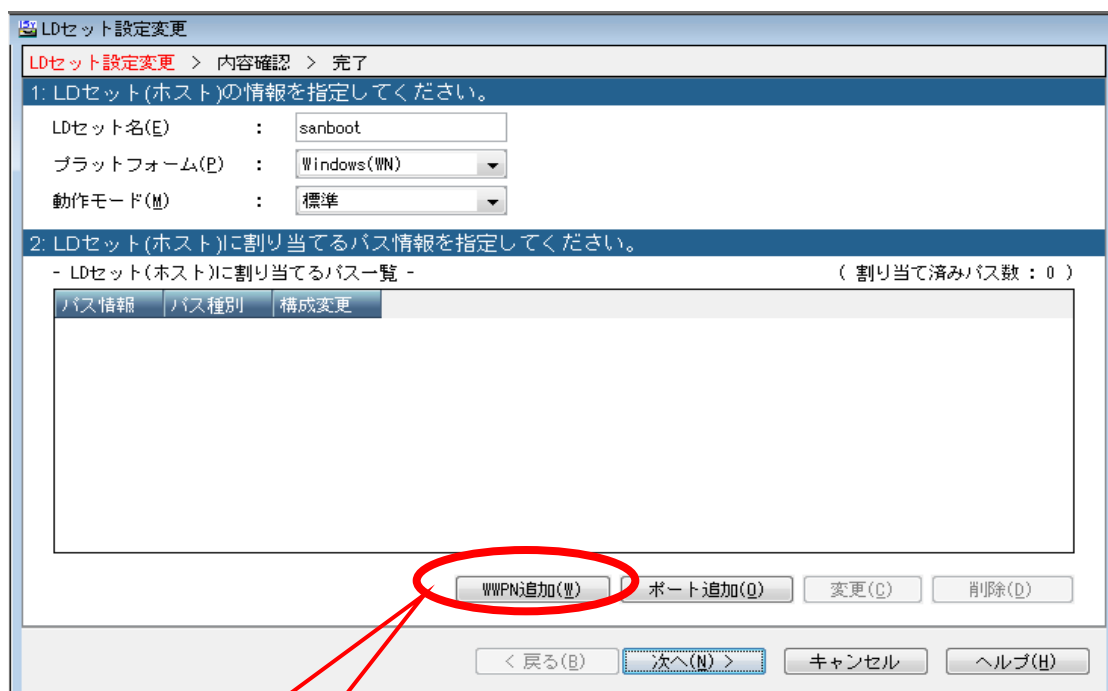 LDセット設定変更
LDセット設定変更 > 内容確認 > 完了
1: LDセット(ホスト)の情報を指定してください。
LDセット名(E) : sanboot
プラットフォーム(P) : Windows(WN)
動作モード(M) : 標準
2: LDセット(ホスト)に割り当てるパス情報を指定してください。
- LDセット(ホスト)に割り当てるパス一覧 - ( 割り当て済みパス数 : 0 )
パス情報 パス種別 構成変更
WWPN追加(W) ポート追加(O) 変更(C) 削除(D)
< 戻る(B) 次へ(N) > キャンセル ヘルプ(H)